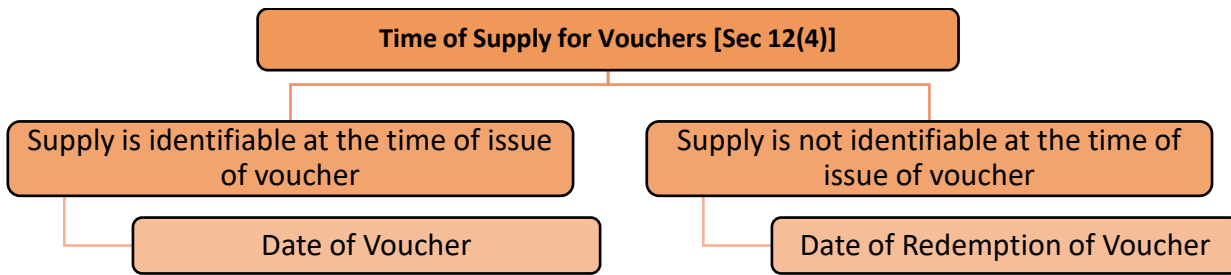 Time of Supply for Vouchers [Sec 12(4)]
Supply is identifiable at the time of issue
of voucher
Date of Voucher
Supply is not identifiable at the time of
issue of voucher
Date of Redemption of Voucher